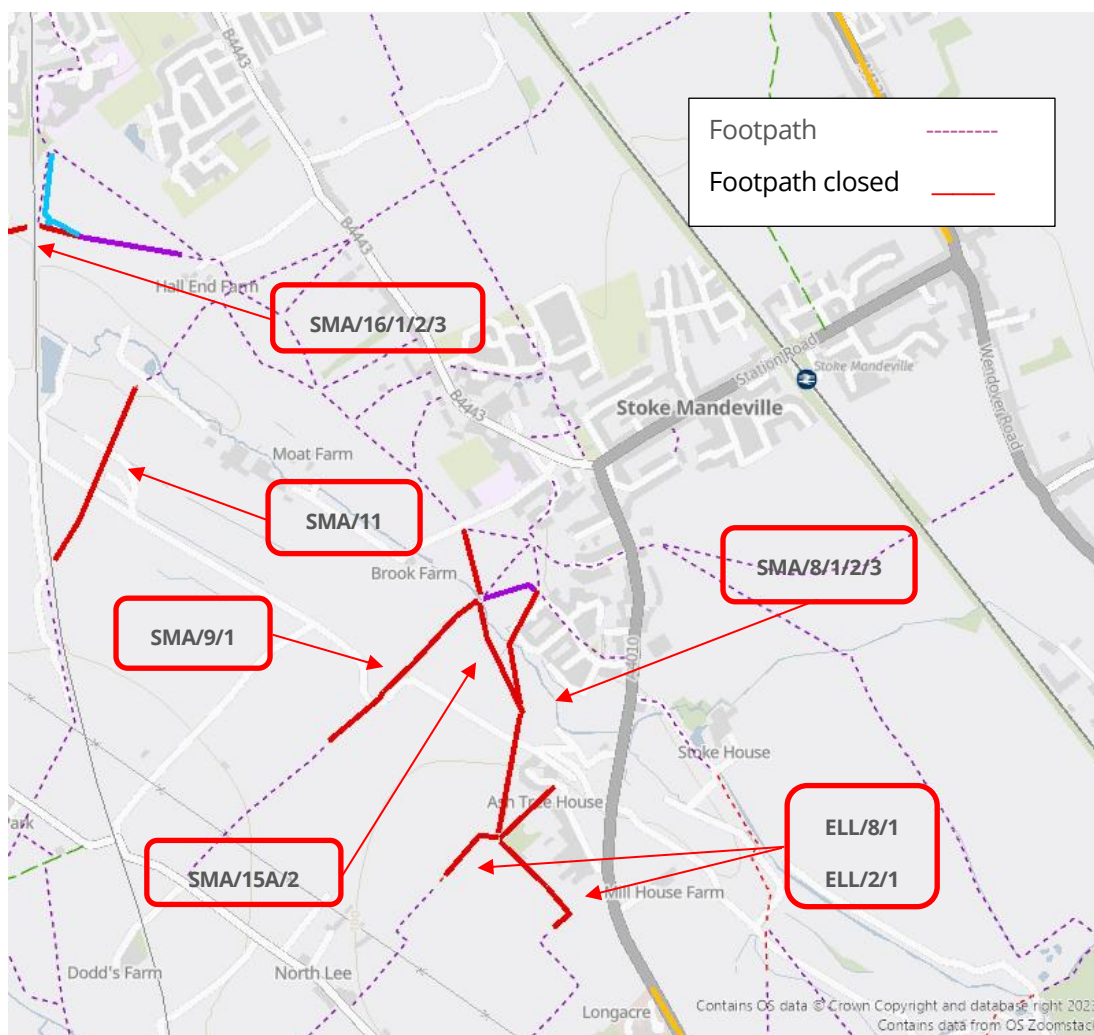 B4443
B4443
Footpath
Footpath closed
Hall End Farm
SMA/16/1/2/3
B4443
Station Road
Stoke Mandeville
Wendover Road
Stoke Mandeville
Moat Farm
SMA/11
Brook Farm
SMA/8/1/2/3
SMA/9/1
A4010
Stoke House
Ash Tree House
Park
ELL/8/1
ELL/2/1
SMA/15A/2
Mill House Farm
Dodd's Farm
North Lee
Longacre
Contains OS data © Crown Copyright and database right 202
Contains data from OS Zoomstac